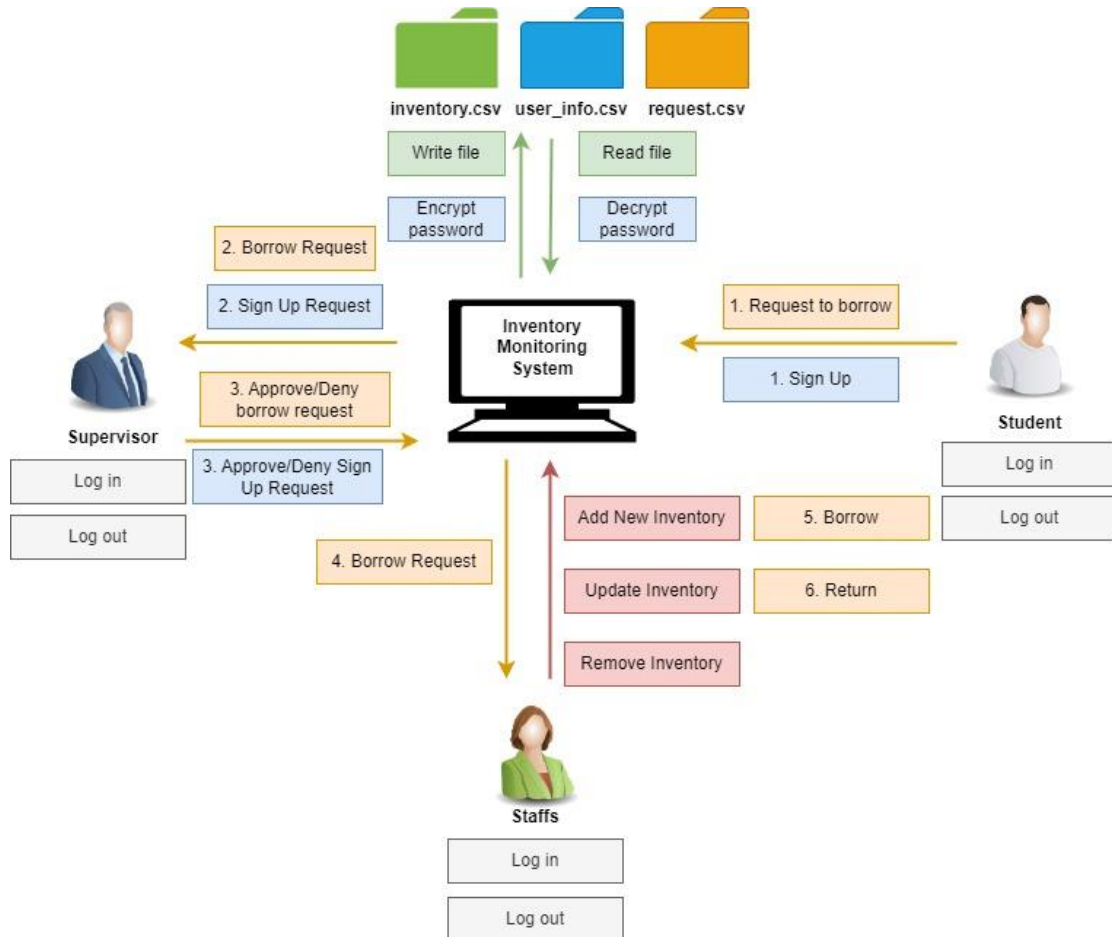 inventory.csv
user_info.csv
request.csv
Write file
Read file
Encrypt
password
Decrypt
password
2. Borrow Request
2. Sign Up Request
Inventory
Monitoring
System
1. Request to borrow
1. Sign Up
3. Approve/Deny
borrow request
Supervisor
Student
3. Approve/Deny Sign
Up Request
Log in
Log out
Log in
Log out
Add New Inventory
5. Borrow
4. Borrow Request
Update Inventory
6. Return
Remove Inventory
Staffs
Log in
Log out